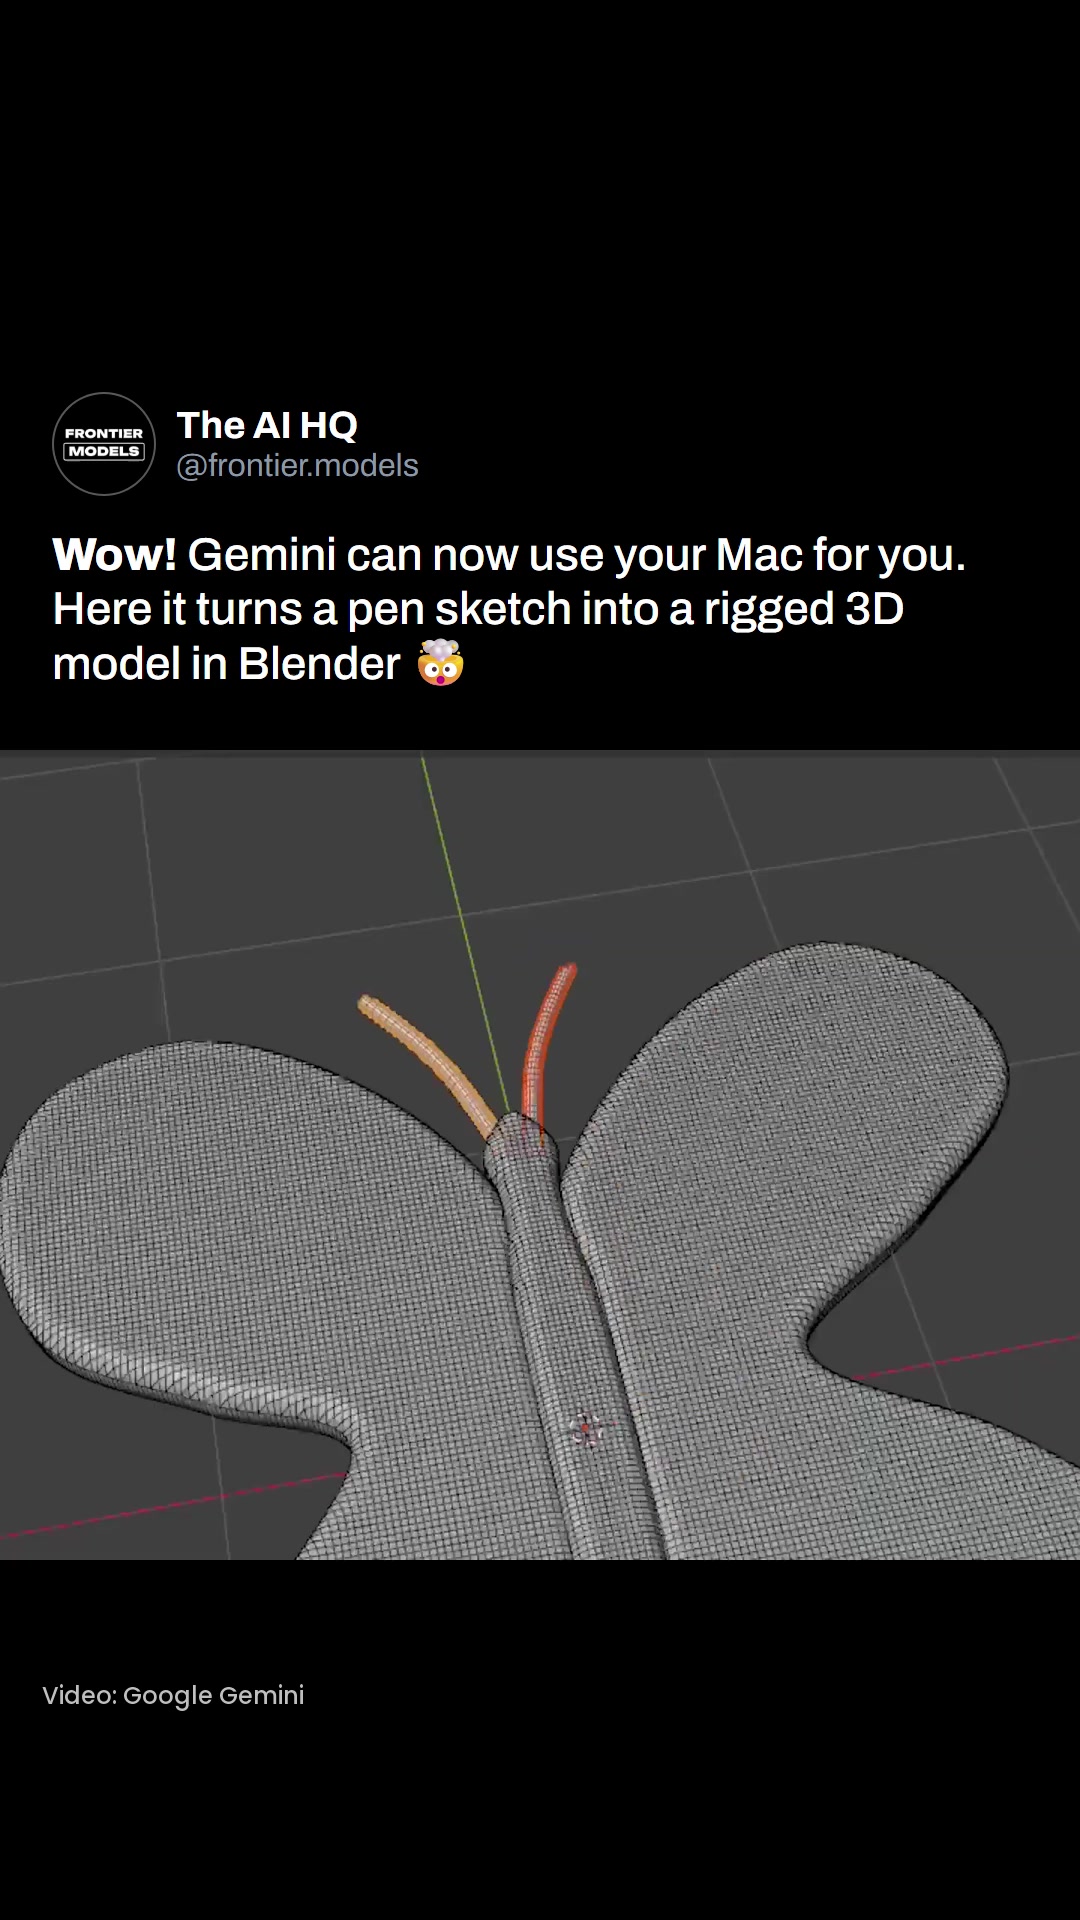 FRONTIER
MODELS
The AI HQ
@frontier.models
Wow! Gemini can now use your Mac for you.
Here it turns a pen sketch into a rigged 3D
model in Blender 🤯
Video: Google Gemini